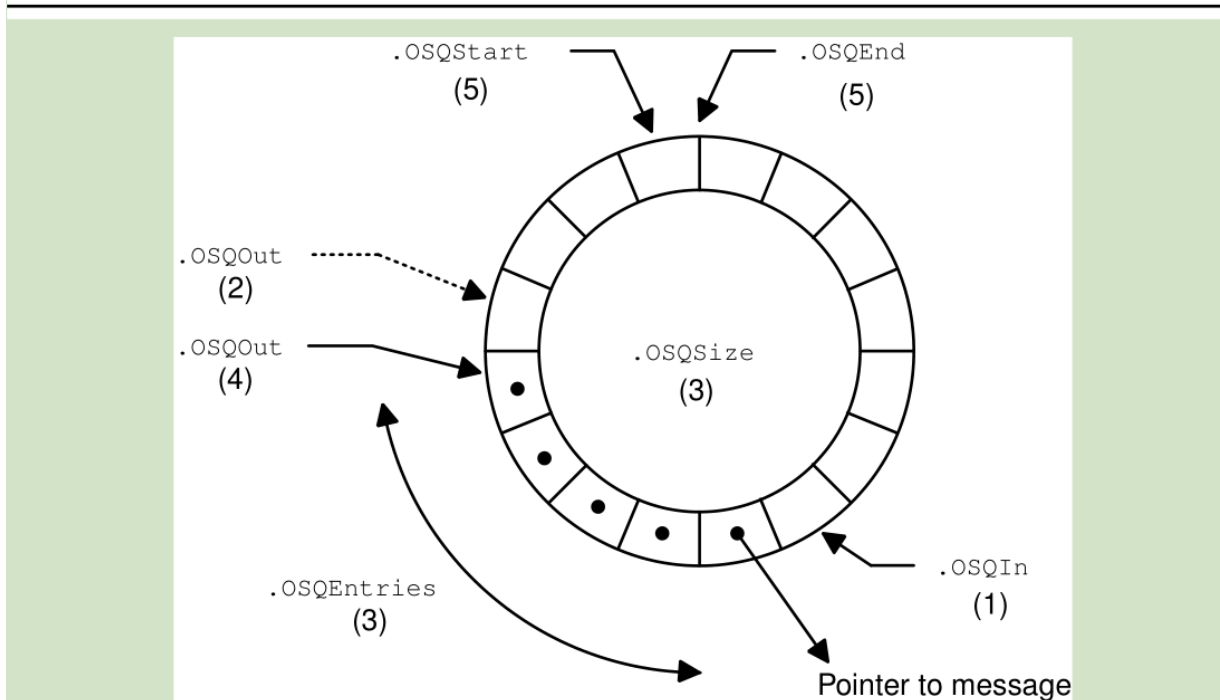 .OSQStart
(5)
.OSQEnd
(5)
.OSQOut
(2)
.OSQOut
(4)
.OSQSize
(3)
.OSQEntries
(3)
.OSQIn
(1)
Pointer to message